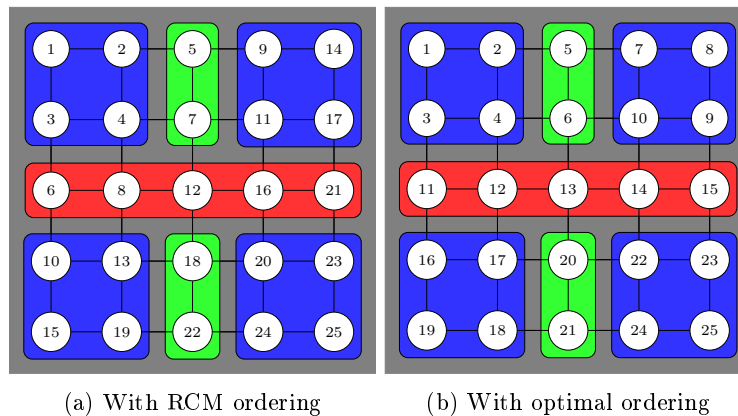 1 2 5 9 14 1 2 5 7 8
3 4 7 11 17 3 4 6 10 9
6 8 12 16 21 11 12 13 14 15
10 13 18 20 23 16 17 20 22 23
15 19 22 24 25 19 18 21 24 25
(a) With RCM ordering (b) With optimal ordering